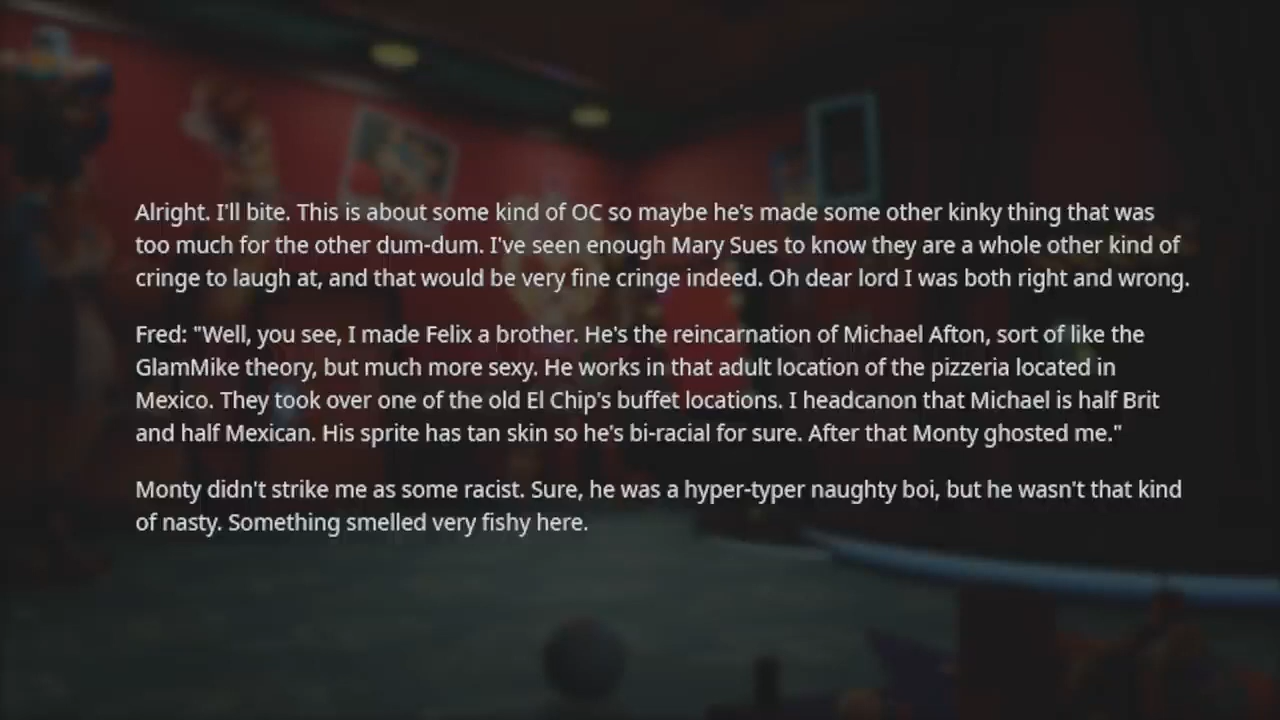 Alright. I'll bite. This is about some kind of OC so maybe he's made some other kinky thing that was
too much for the other dum-dum. I've seen enough Mary Sues to know they are a whole other kind of
cringe to laugh at, and that would be very fine cringe indeed. Oh dear lord I was both right and wrong.
Fred: "Well, you see, I made Felix a brother. He's the reincarnation of Michael Afton, sort of like the
GlamMike theory, but much more sexy. He works in that adult location of the pizzeria located in
Mexico. They took over one of the old El Chip's buffet locations. I headcanon that Michael is half Brit
and half Mexican. His sprite has tan skin so he's bi-racial for sure. After that Monty ghosted me."
Monty didn't strike me as some racist. Sure, he was a hyper-typer naughty boi, but he wasn't that kind
of nasty. Something smelled very fishy here.